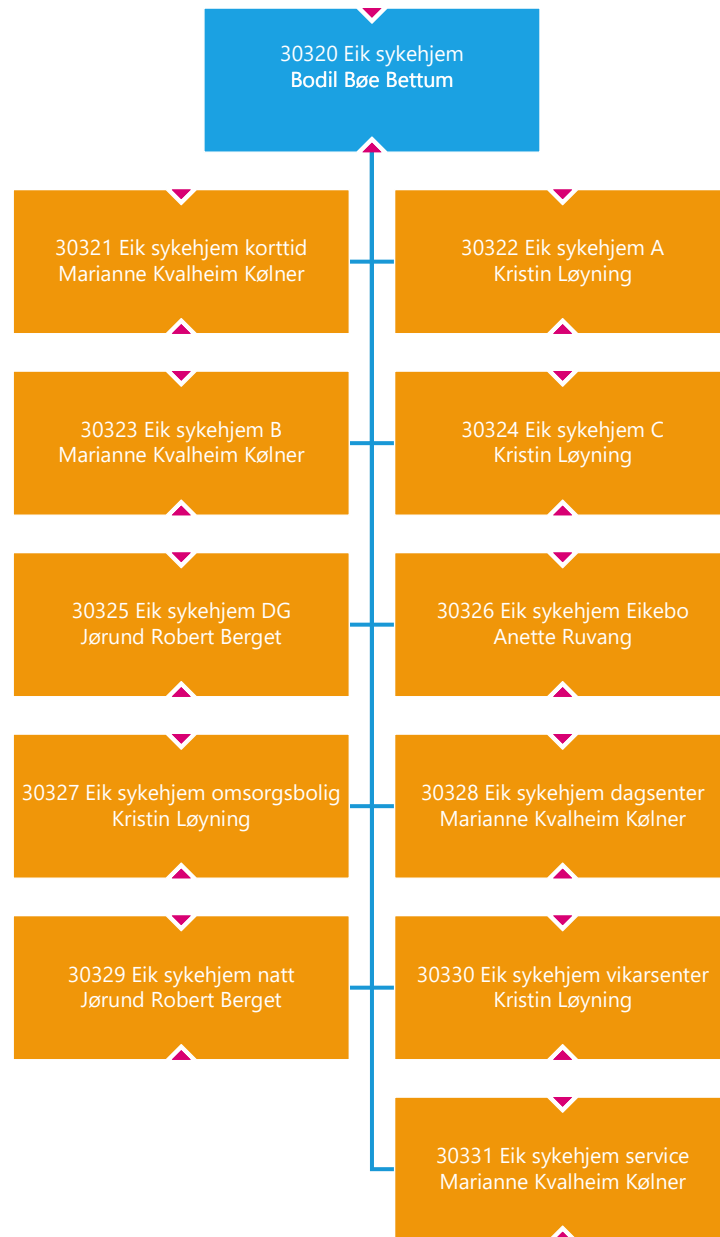 30320 Eik sykehjem
Bodil Bøe Bettum
30321 Eik sykehjem korttid
Marianne Kvalheim Kølner
30322 Eik sykehjem A
Kristin Løyning
30323 Eik sykehjem B
Marianne Kvalheim Kølner
30324 Eik sykehjem C
Kristin Løyning
30325 Eik sykehjem DG
Jørund Robert Berget
30326 Eik sykehjem Eikebo
Anette Ruvang
30327 Eik sykehjem omsorgsbolig
Kristin Løyning
30328 Eik sykehjem dagsenter
Marianne Kvalheim Kølner
30329 Eik sykehjem natt
Jørund Robert Berget
30330 Eik sykehjem vikarsenter
Kristin Løyning
30331 Eik sykehjem service
Marianne Kvalheim Kølner